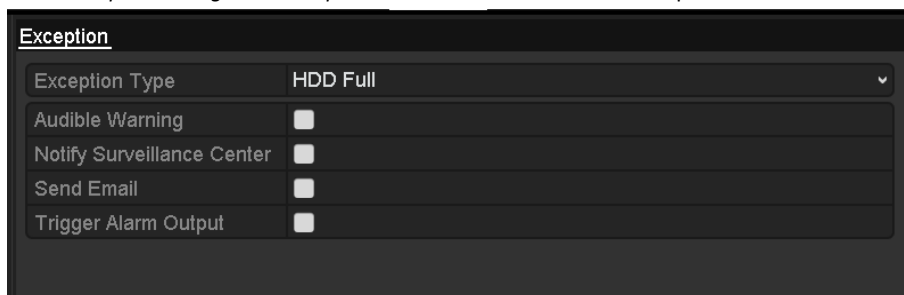 Exception
Exception Type HDD Full
Audible Warning
Notify Surveillance Center
Send Email
Trigger Alarm Output